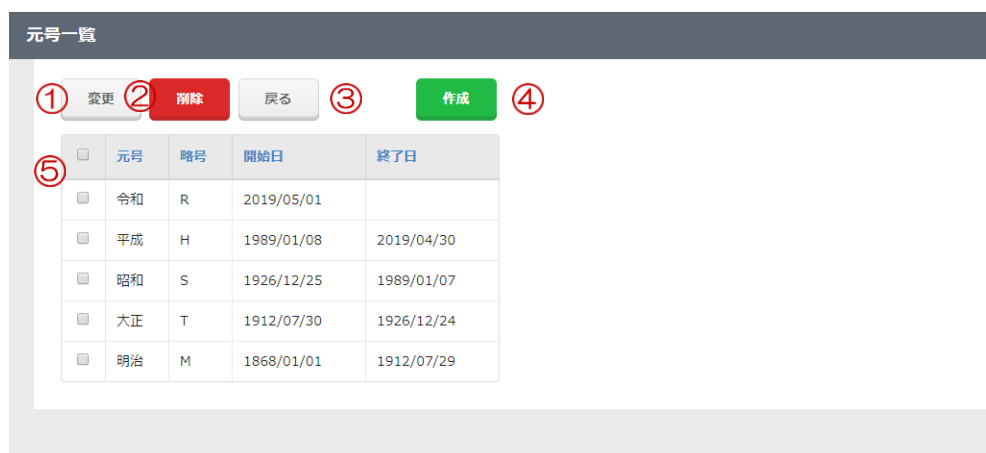 元号一覧
① 変更 ② 削除 戻る ③ 作成 ④
⑤ 元号 略号 開始日 終了日
令和 R 2019/05/01
平成 H 1989/01/08 2019/04/30
昭和 S 1926/12/25 1989/01/07
大正 T 1912/07/30 1926/12/24
明治 M 1868/01/01 1912/07/29